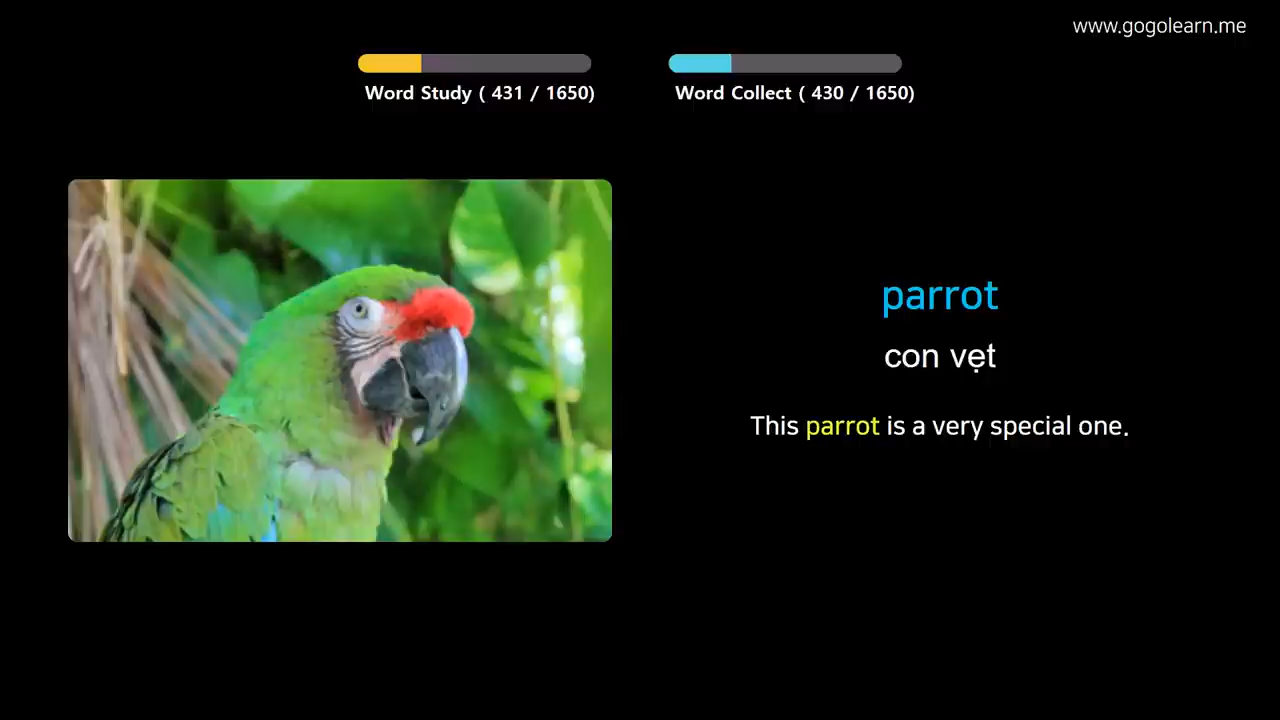 www.gogolearn.me
Word Study ( 431 / 1650)
Word Collect ( 430 / 1650)
parrot
con vẹt
This parrot is a very special one.